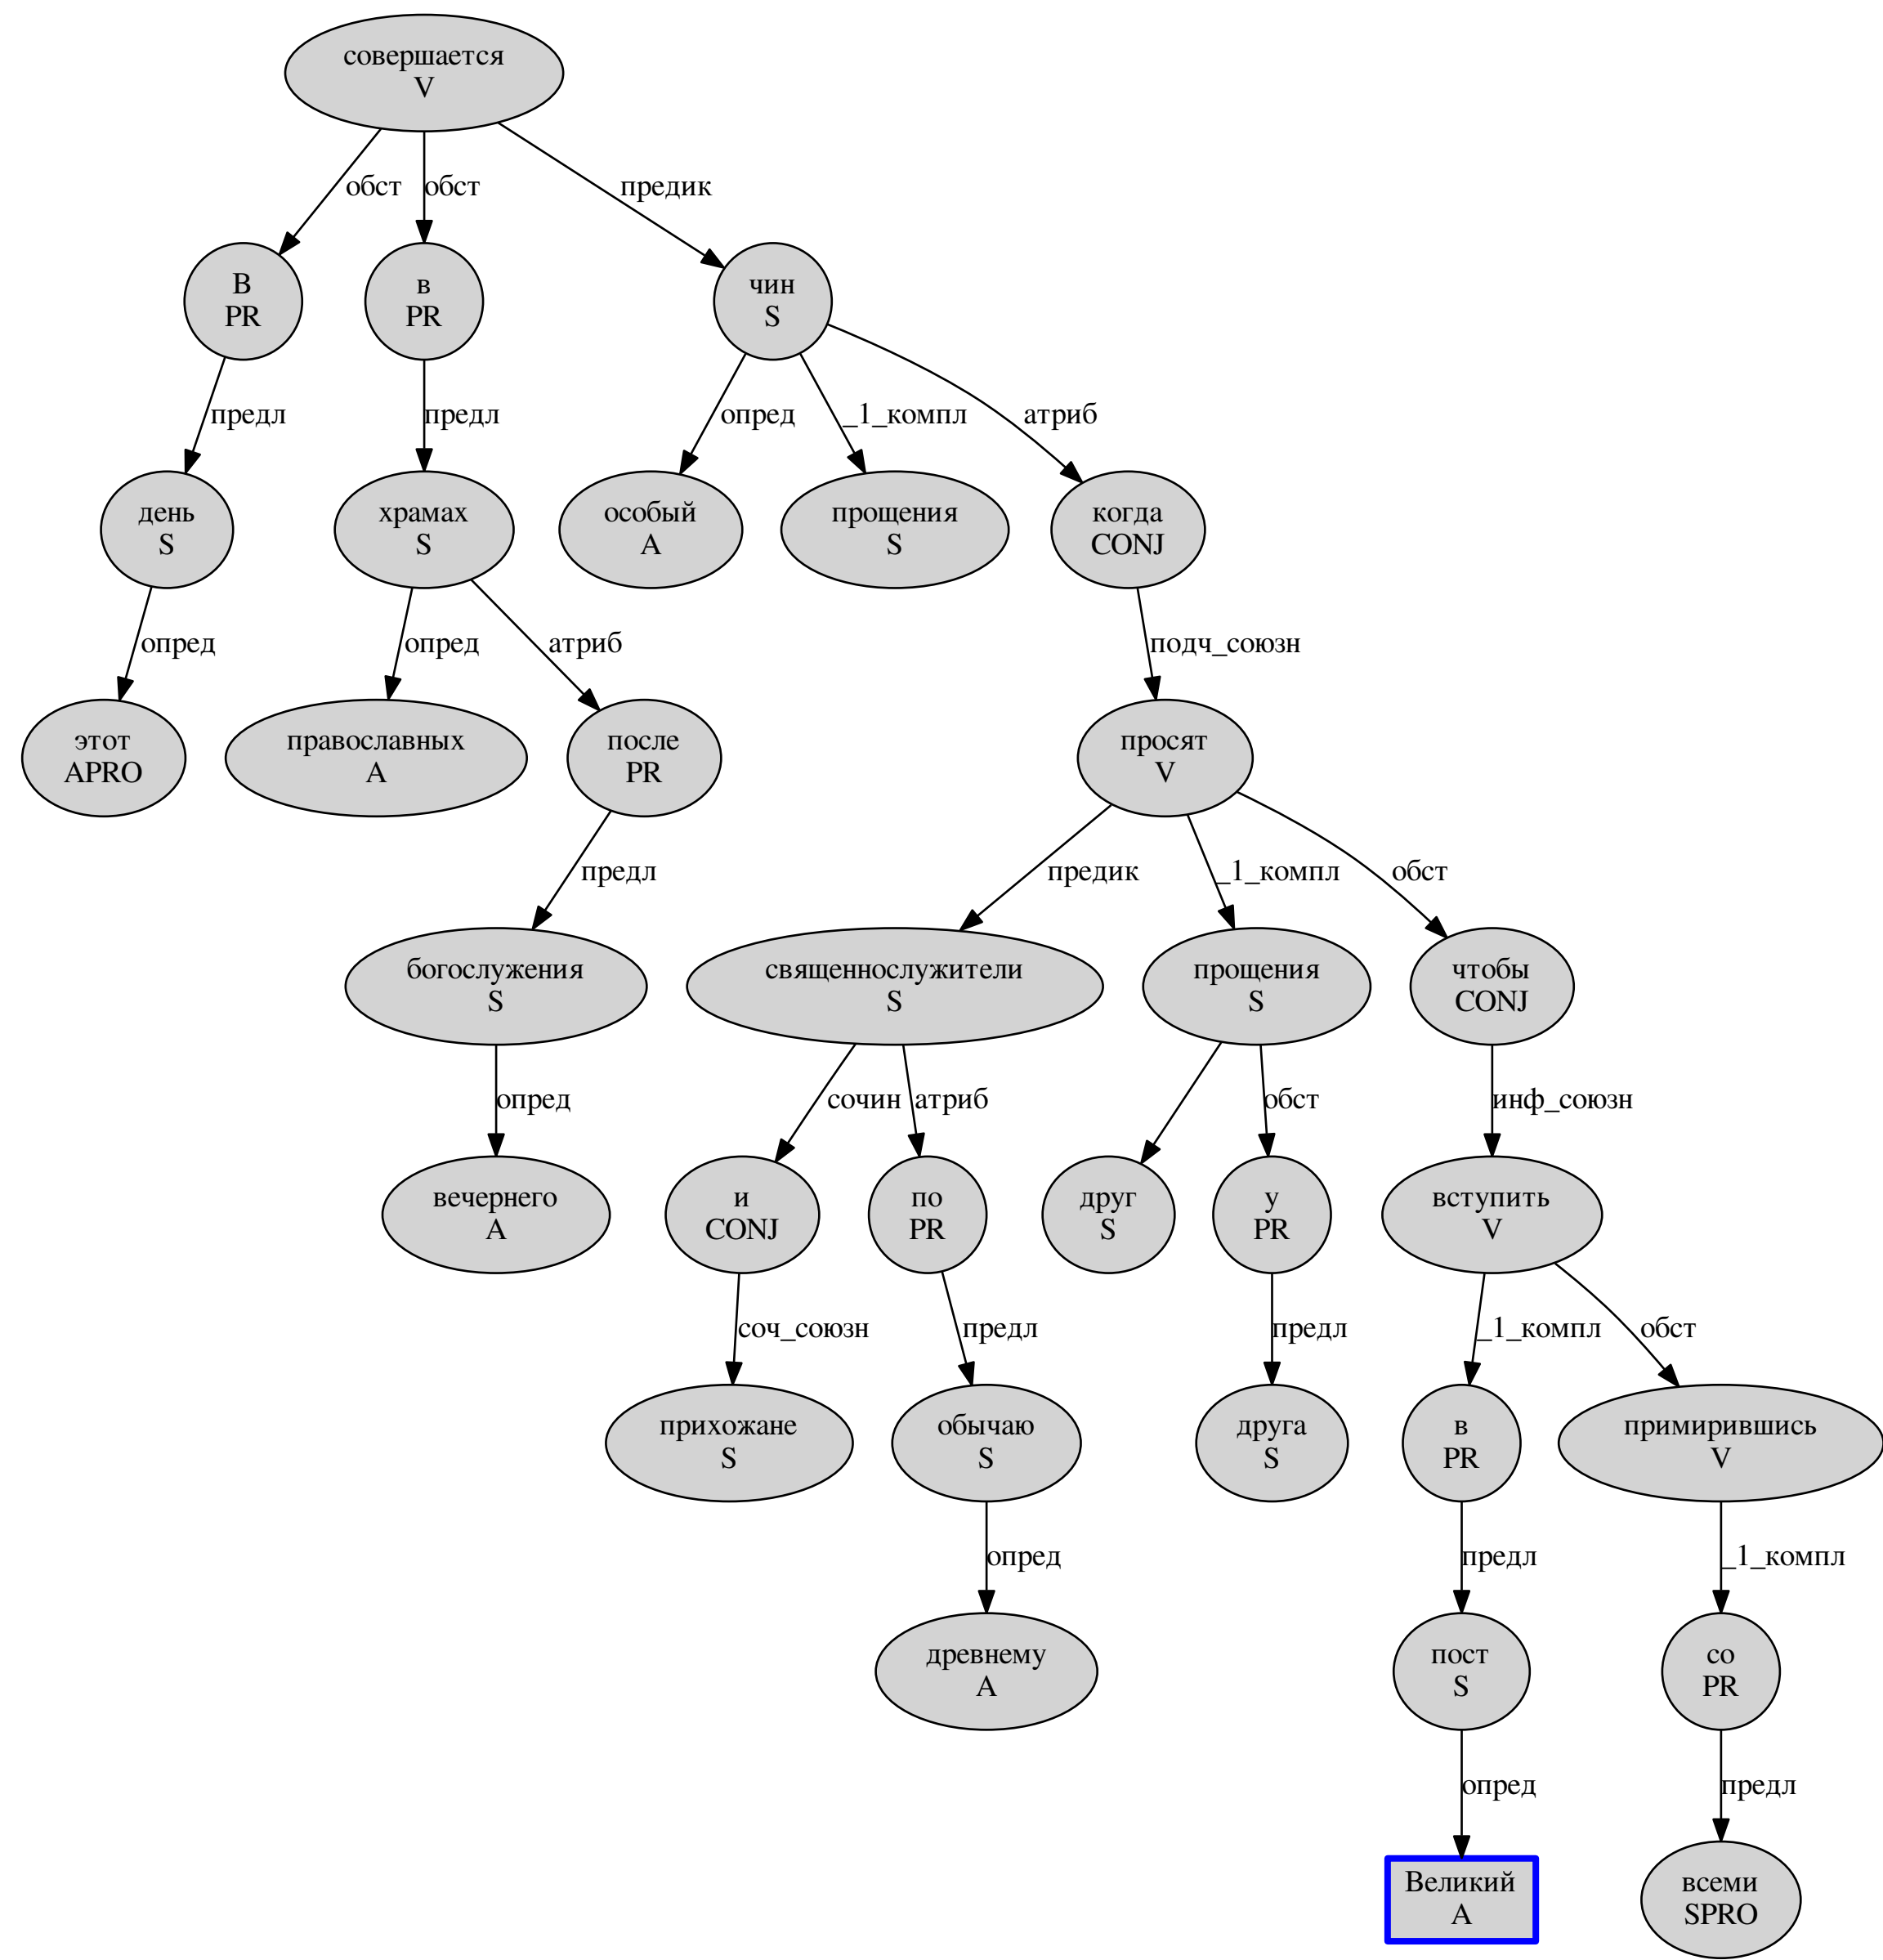 совершается
V
обст
обст
предик
В
PR
в
PR
чин
S
предл
предл
опред
_1_компл
атриб
день
S
храмах
S
особый
A
прощения
S
когда
CONJ
опред
опред
атриб
подч_союзн
этот
APRO
православных
A
после
PR
просят
V
предл
предик
_1_компл
обст
богослужения
S
священнослужители
S
прощения
S
чтобы
CONJ
опред
сочин
атриб
обст
инф_союзн
вечернего
A
и
CONJ
по
PR
друг
S
у
PR
вступить
V
соч_союзн
предл
предл
_1_компл
обст
прихожане
S
обычаю
S
друга
S
в
PR
примирившись
V
опред
предл
_1_компл
древнему
A
пост
S
со
PR
опред
предл
Великий
A
всеми
SPRO